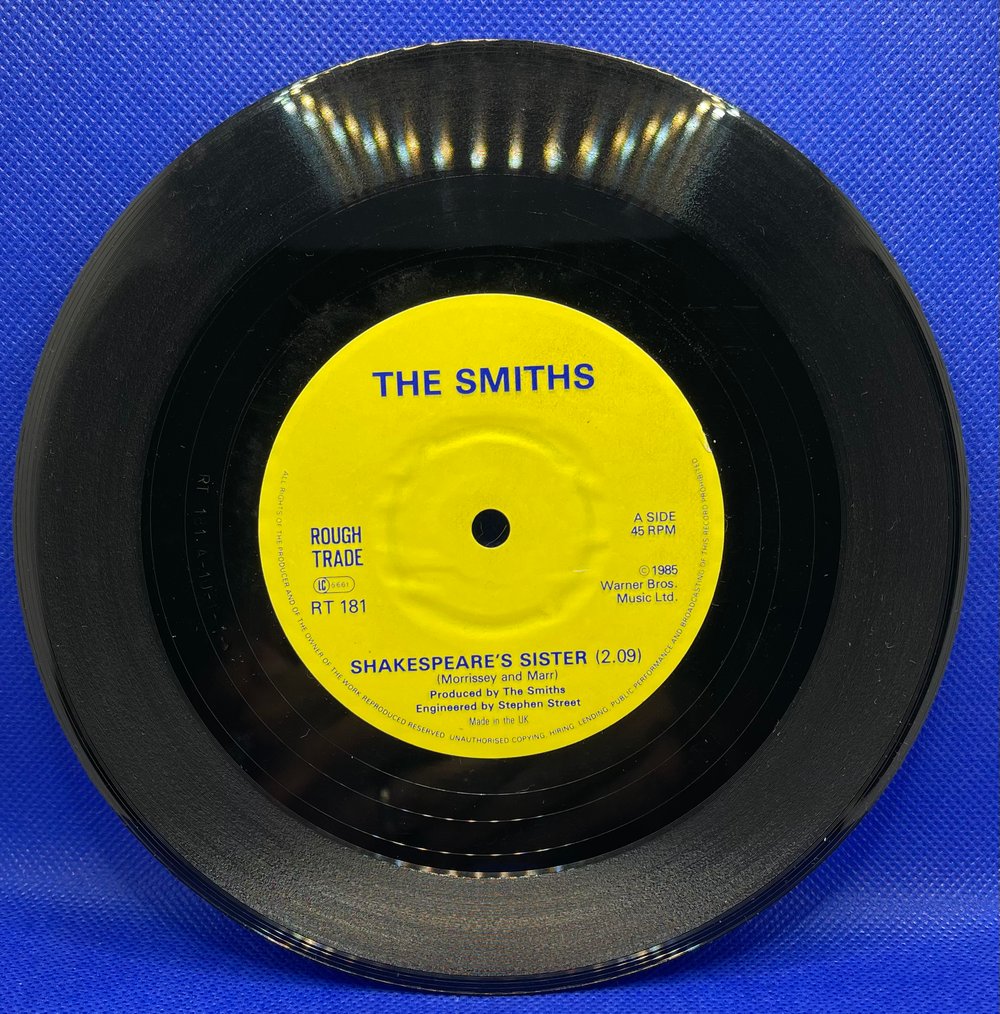 THE SMITHS
ROUGH
TRADE
LC 5661
RT 181
A SIDE
45 RPM
©1985
Warner Bros.
Music Ltd.
SHAKESPEARE'S SISTER (2.09)
(Morrissey and Marr)
Produced by The Smiths
Engineered by Stephen Street
Made in the UK
ALL RIGHTS OF THE PRODUCER AND OF THE OWNER OF THE WORK REPRODUCED RESERVED. UNAUTHORISED COPYING, HIRING, LENDING, PUBLIC PERFORMANCE AND BROADCASTING OF THIS RECORD PROHIBITED